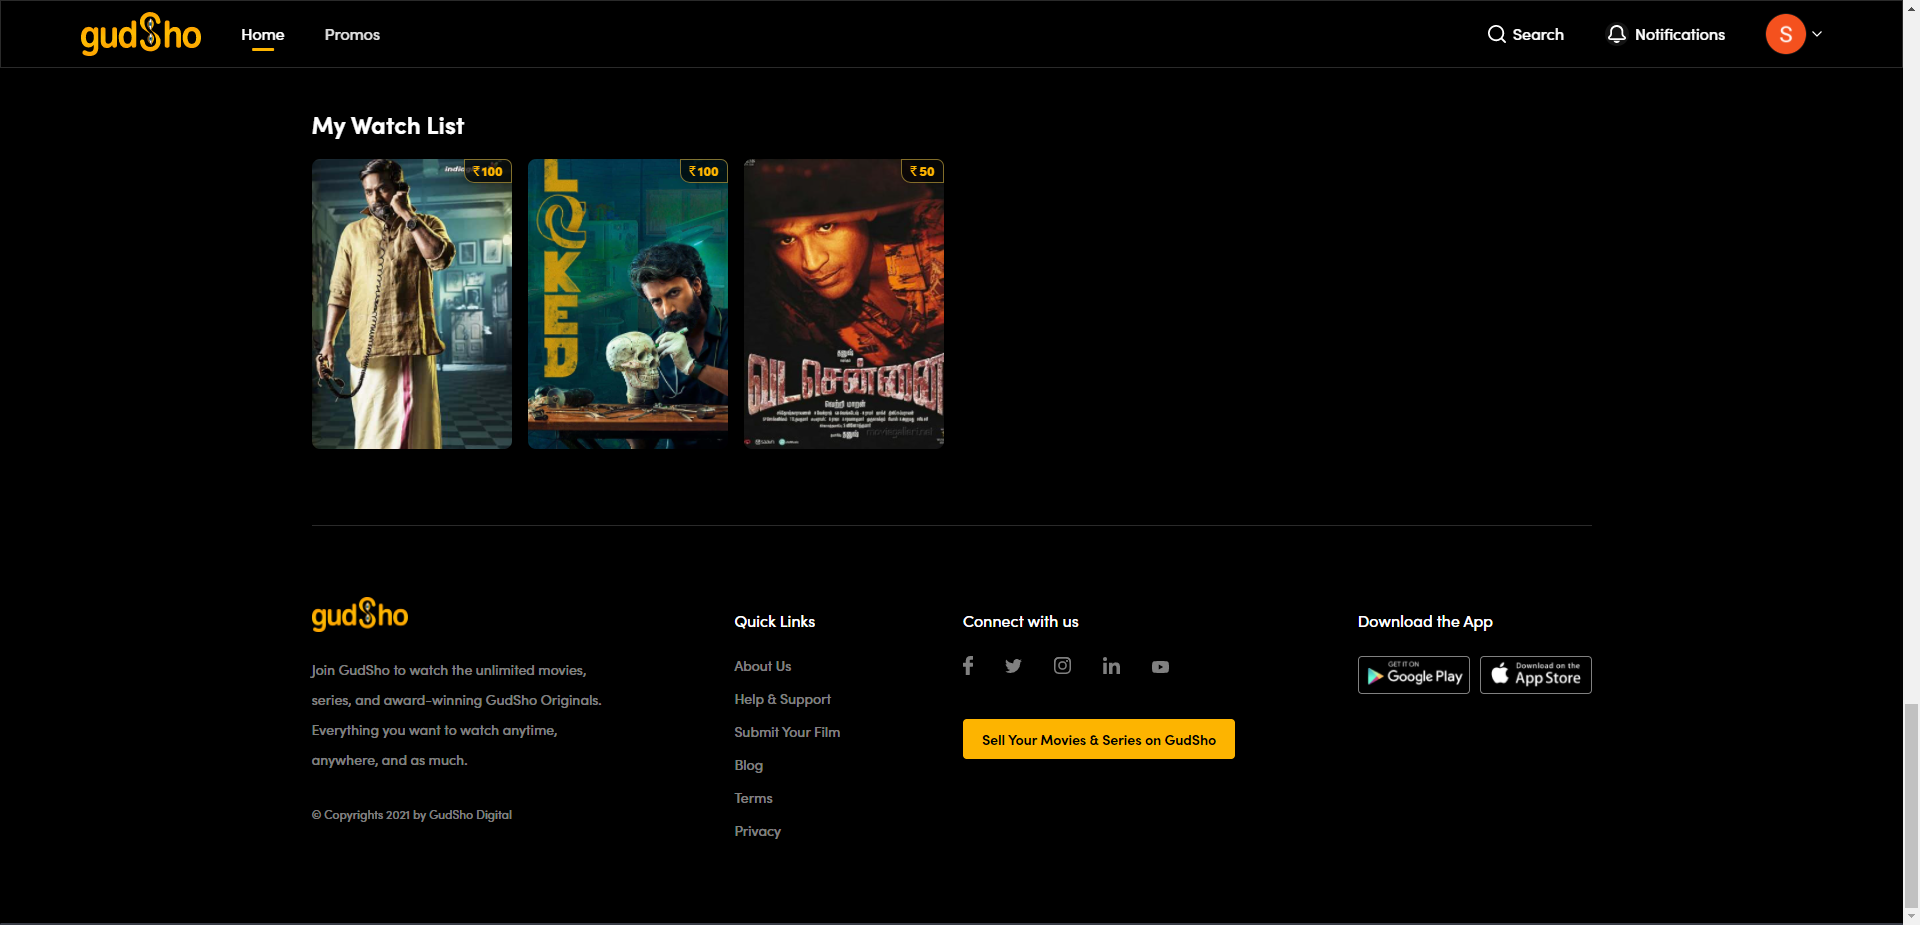 gudSho
Home
Promos
Search
Notifications
S
My Watch List
₹100
₹100
LOCKED
₹50
தனுஷ்
வடசென்னை
வெற்றி மாறன்
moviegalleri.net
gudSho
Join GudSho to watch the unlimited movies,
series, and award-winning GudSho Originals.
Everything you want to watch anytime,
anywhere, and as much.
© Copyrights 2021 by GudSho Digital
Quick Links
About Us
Help & Support
Submit Your Film
Blog
Terms
Privacy
Connect with us
Sell Your Movies & Series on GudSho
Download the App
GET IT ON
Google Play
Download on the
App Store